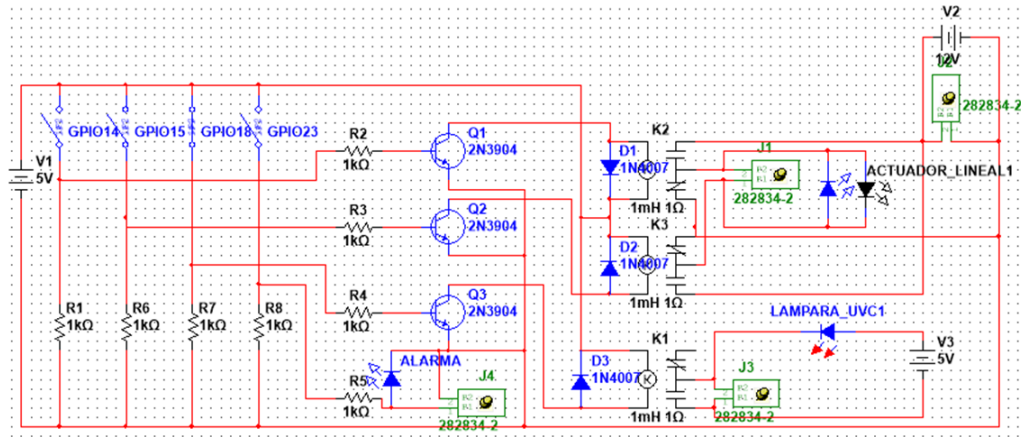 V2
12V
J2
282834-2
GPIO14
GPIO15
GPIO18
GPIO23
V1
5V
R2
1kΩ
Q1
2N3904
K2
D1
1N4007
1mH 1Ω
J1
282834-2
ACTUADOR_LINEAL1
R3
1kΩ
Q2
2N3904
K3
D2
1N4007
1mH 1Ω
R1
1kΩ
R6
1kΩ
R7
1kΩ
R8
1kΩ
R4
1kΩ
Q3
2N3904
LAMPARA_UVC1
V3
5V
K1
D3
1N4007
K
1mH 1Ω
J3
282834-2
ALARMA
R5
1kΩ
J4
282834-2